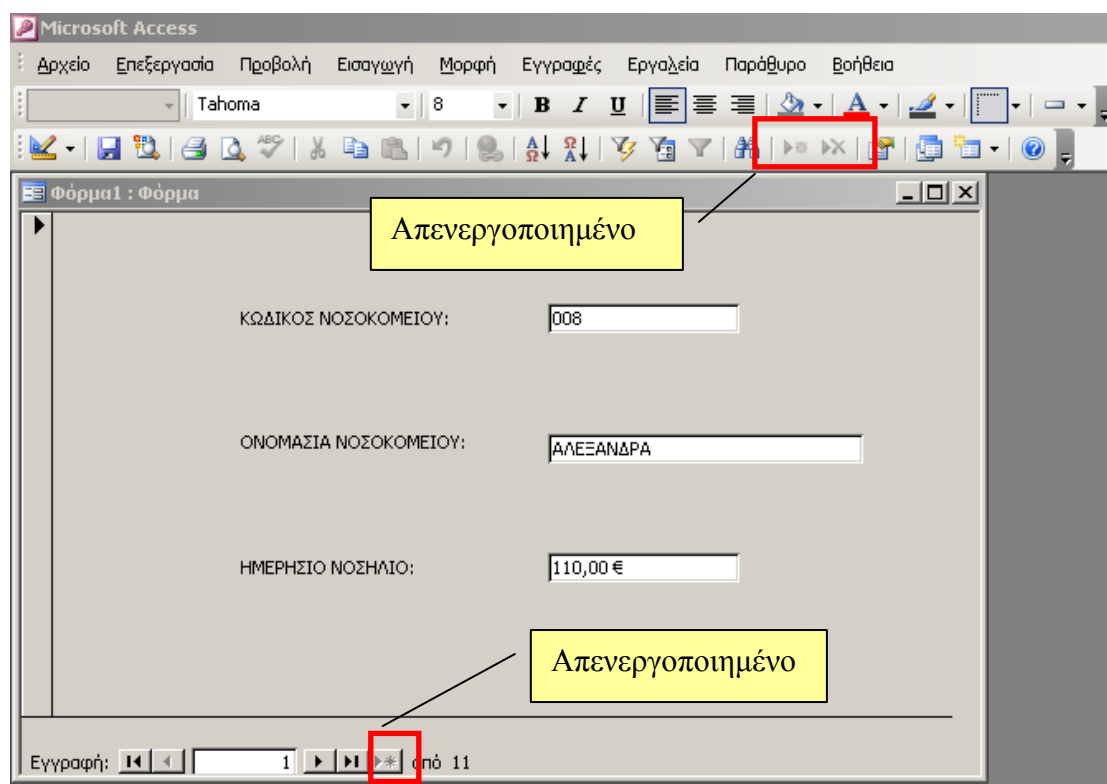 Microsoft Access
Αρχείο Επεξεργασία Προβολή Εισαγωγή Μορφή Εγγραφές Εργαλεία Παράθυρο Βοήθεια
Tahoma 8 B I U A
ABC Α Ω Ω Α
Φόρμα1 : Φόρμα
Απενεργοποιημένο
ΚΩΔΙΚΟΣ ΝΟΣΟΚΟΜΕΙΟΥ: 008
ΟΝΟΜΑΣΙΑ ΝΟΣΟΚΟΜΕΙΟΥ: ΑΛΕΞΑΝΔΡΑ
ΗΜΕΡΗΣΙΟ ΝΟΣΗΛΙΟ: 110,00 €
Απενεργοποιημένο
Εγγραφή: 1 από 11